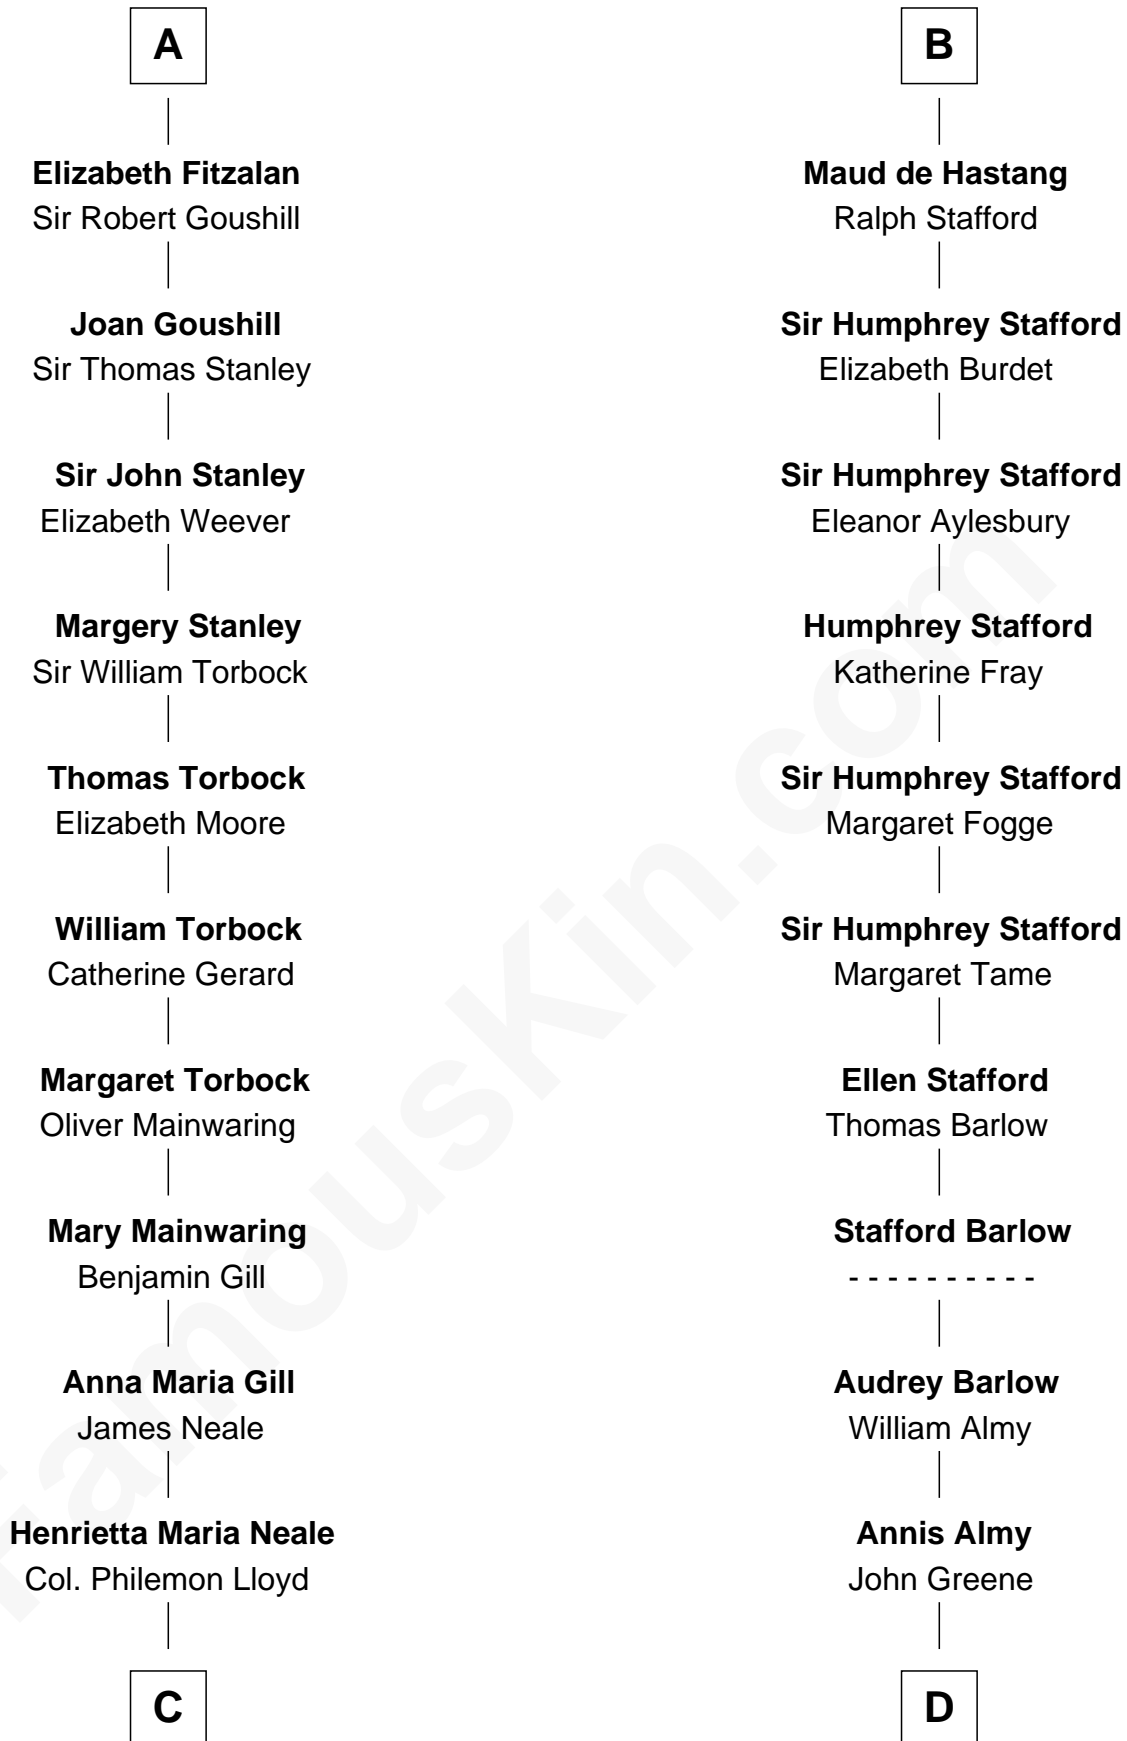 A
Elizabeth Fitzalan
Sir Robert Goushill
Joan Goushill
Sir Thomas Stanley
Sir John Stanley
Elizabeth Weever
Margery Stanley
Sir William Torbock
Thomas Torbock
Elizabeth Moore
William Torbock
Catherine Gerard
Margaret Torbock
Oliver Mainwaring
Mary Mainwaring
Benjamin Gill
Anna Maria Gill
James Neale
Henrietta Maria Neale
Col. Philemon Lloyd
C
B
Maud de Hastang
Ralph Stafford
Sir Humphrey Stafford
Elizabeth Burdet
Sir Humphrey Stafford
Eleanor Aylesbury
Humphrey Stafford
Katherine Fray
Sir Humphrey Stafford
Margaret Fogge
Sir Humphrey Stafford
Margaret Tame
Ellen Stafford
Thomas Barlow
Stafford Barlow
- - - - - - - - - -
Audrey Barlow
William Almy
Annis Almy
John Greene
D
FamousKin.com